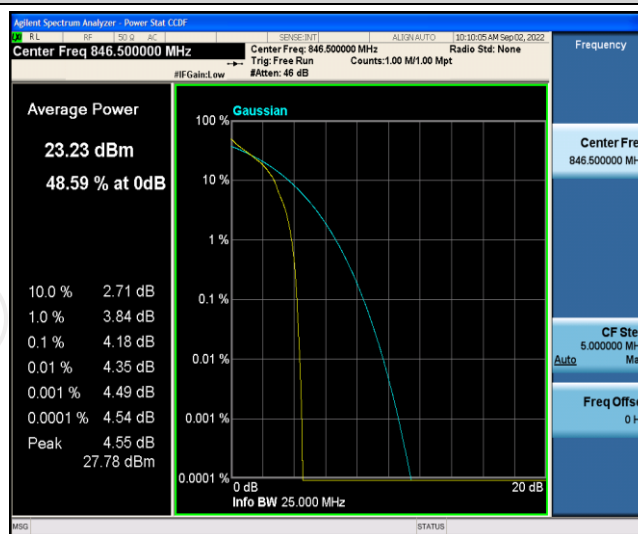 Agilent Spectrum Analyzer - Power Stat CCDF
RL RF 50 Ω AC SENSE:INT ALIGN AUTO 10:10:05 AM Sep 02, 2022
Center Freq 846.500000 MHz
Center Freq: 846.500000 MHz Radio Std: None
Trig: Free Run Counts:1.00 M/1.00 Mpt
#IFGain:Low #Atten: 46 dB
Frequency
Average Power
23.23 dBm
48.59 % at 0dB
10.0 % 2.71 dB
1.0 % 3.84 dB
0.1 % 4.18 dB
0.01 % 4.35 dB
0.001 % 4.49 dB
0.0001 % 4.54 dB
Peak 4.55 dB
27.78 dBm
Gaussian
100 %
10 %
1 %
0.1 %
0.01 %
0.001 %
0.0001 %
0 dB 20 dB
Info BW 25.000 MHz
Center Fre
846.500000 MH
CF Ste
5.000000 MH
Auto Ma
Freq Offse
0 H
MSG STATUS